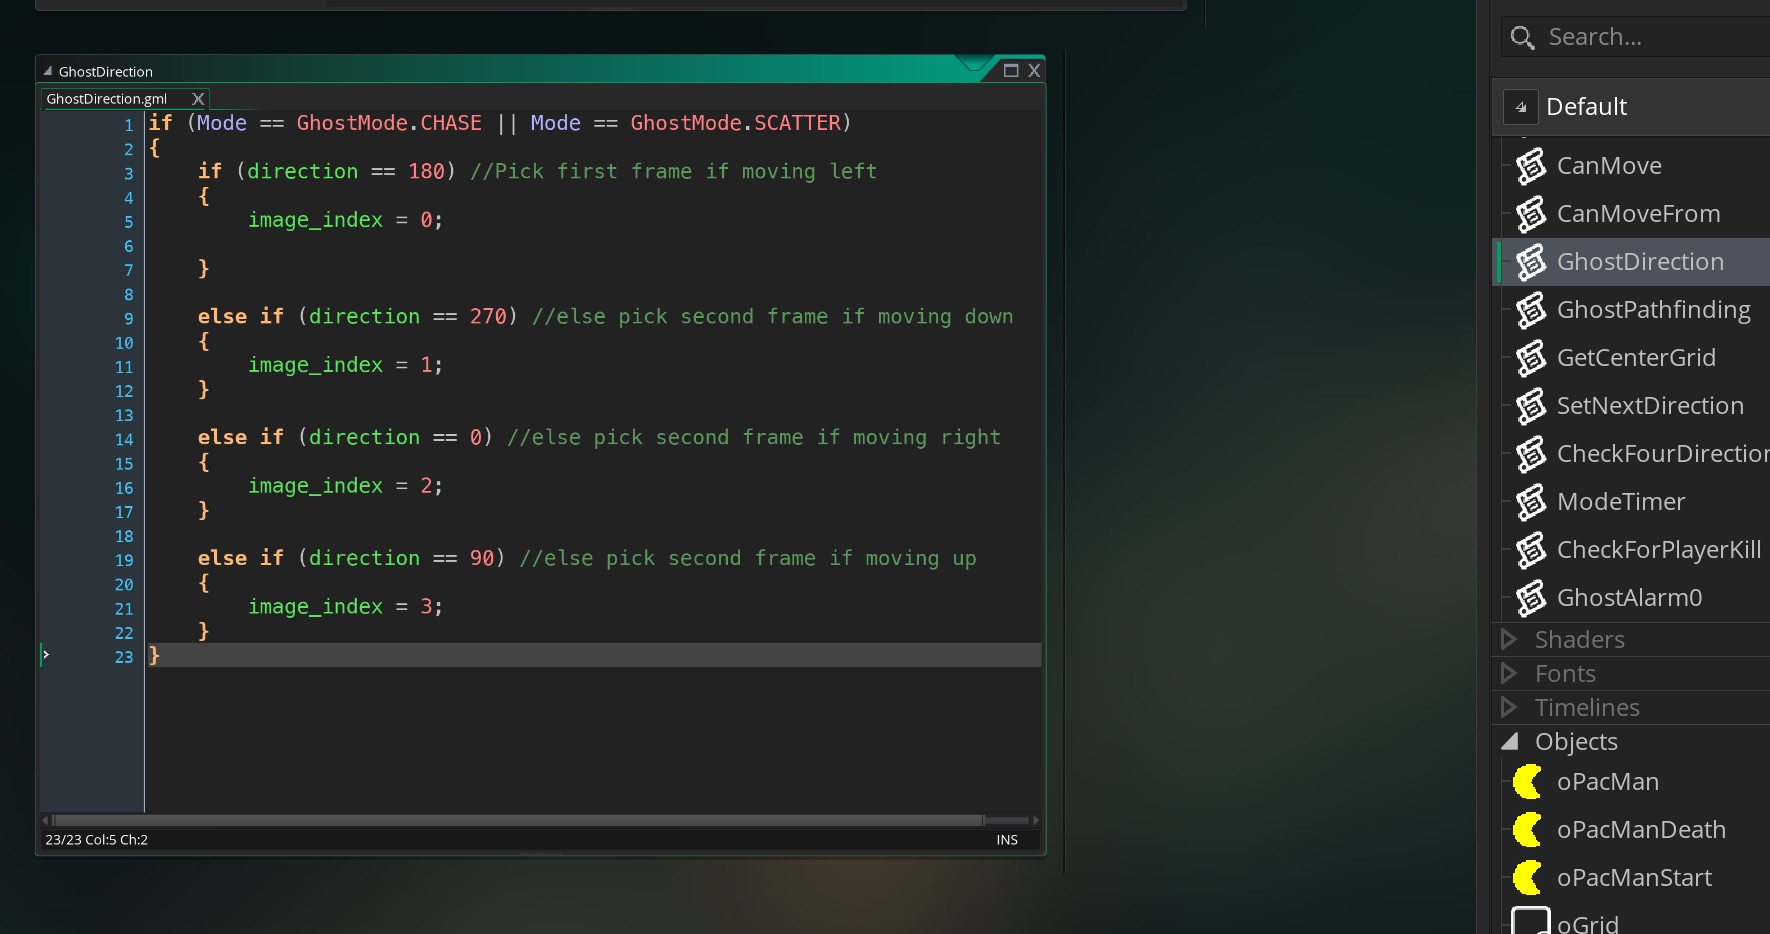 GhostDirection
GhostDirection.gml X
1 if (Mode == GhostMode.CHASE || Mode == GhostMode.SCATTER)
2 {
3 if (direction == 180) //Pick first frame if moving left
4 {
5 image_index = 0;
6
7 }
8
9 else if (direction == 270) //else pick second frame if moving down
10 {
11 image_index = 1;
12 }
13
14 else if (direction == 0) //else pick second frame if moving right
15 {
16 image_index = 2;
17 }
18
19 else if (direction == 90) //else pick second frame if moving up
20 {
21 image_index = 3;
22 }
23 }
23/23 Col:5 Ch:2 INS
Search...
Default
CanMove
CanMoveFrom
GhostDirection
GhostPathfinding
GetCenterGrid
SetNextDirection
CheckFourDirection
ModeTimer
CheckForPlayerKill
GhostAlarm0
Shaders
Fonts
Timelines
Objects
oPacMan
oPacManDeath
oPacManStart
oGrid